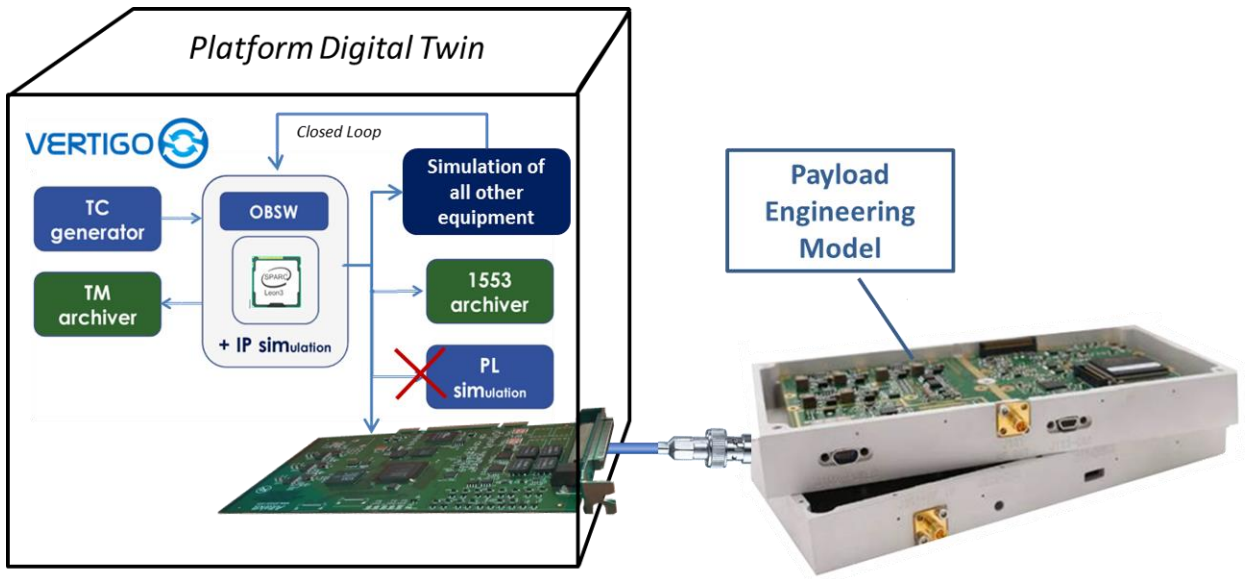 Platform Digital Twin
VERTIGO
Closed Loop
TC
generator
TM
archiver
OBSW
SPARC
Leon3
+ IP simulation
Simulation of
all other
equipment
1553
archiver
PL
simulation
Payload
Engineering
Model